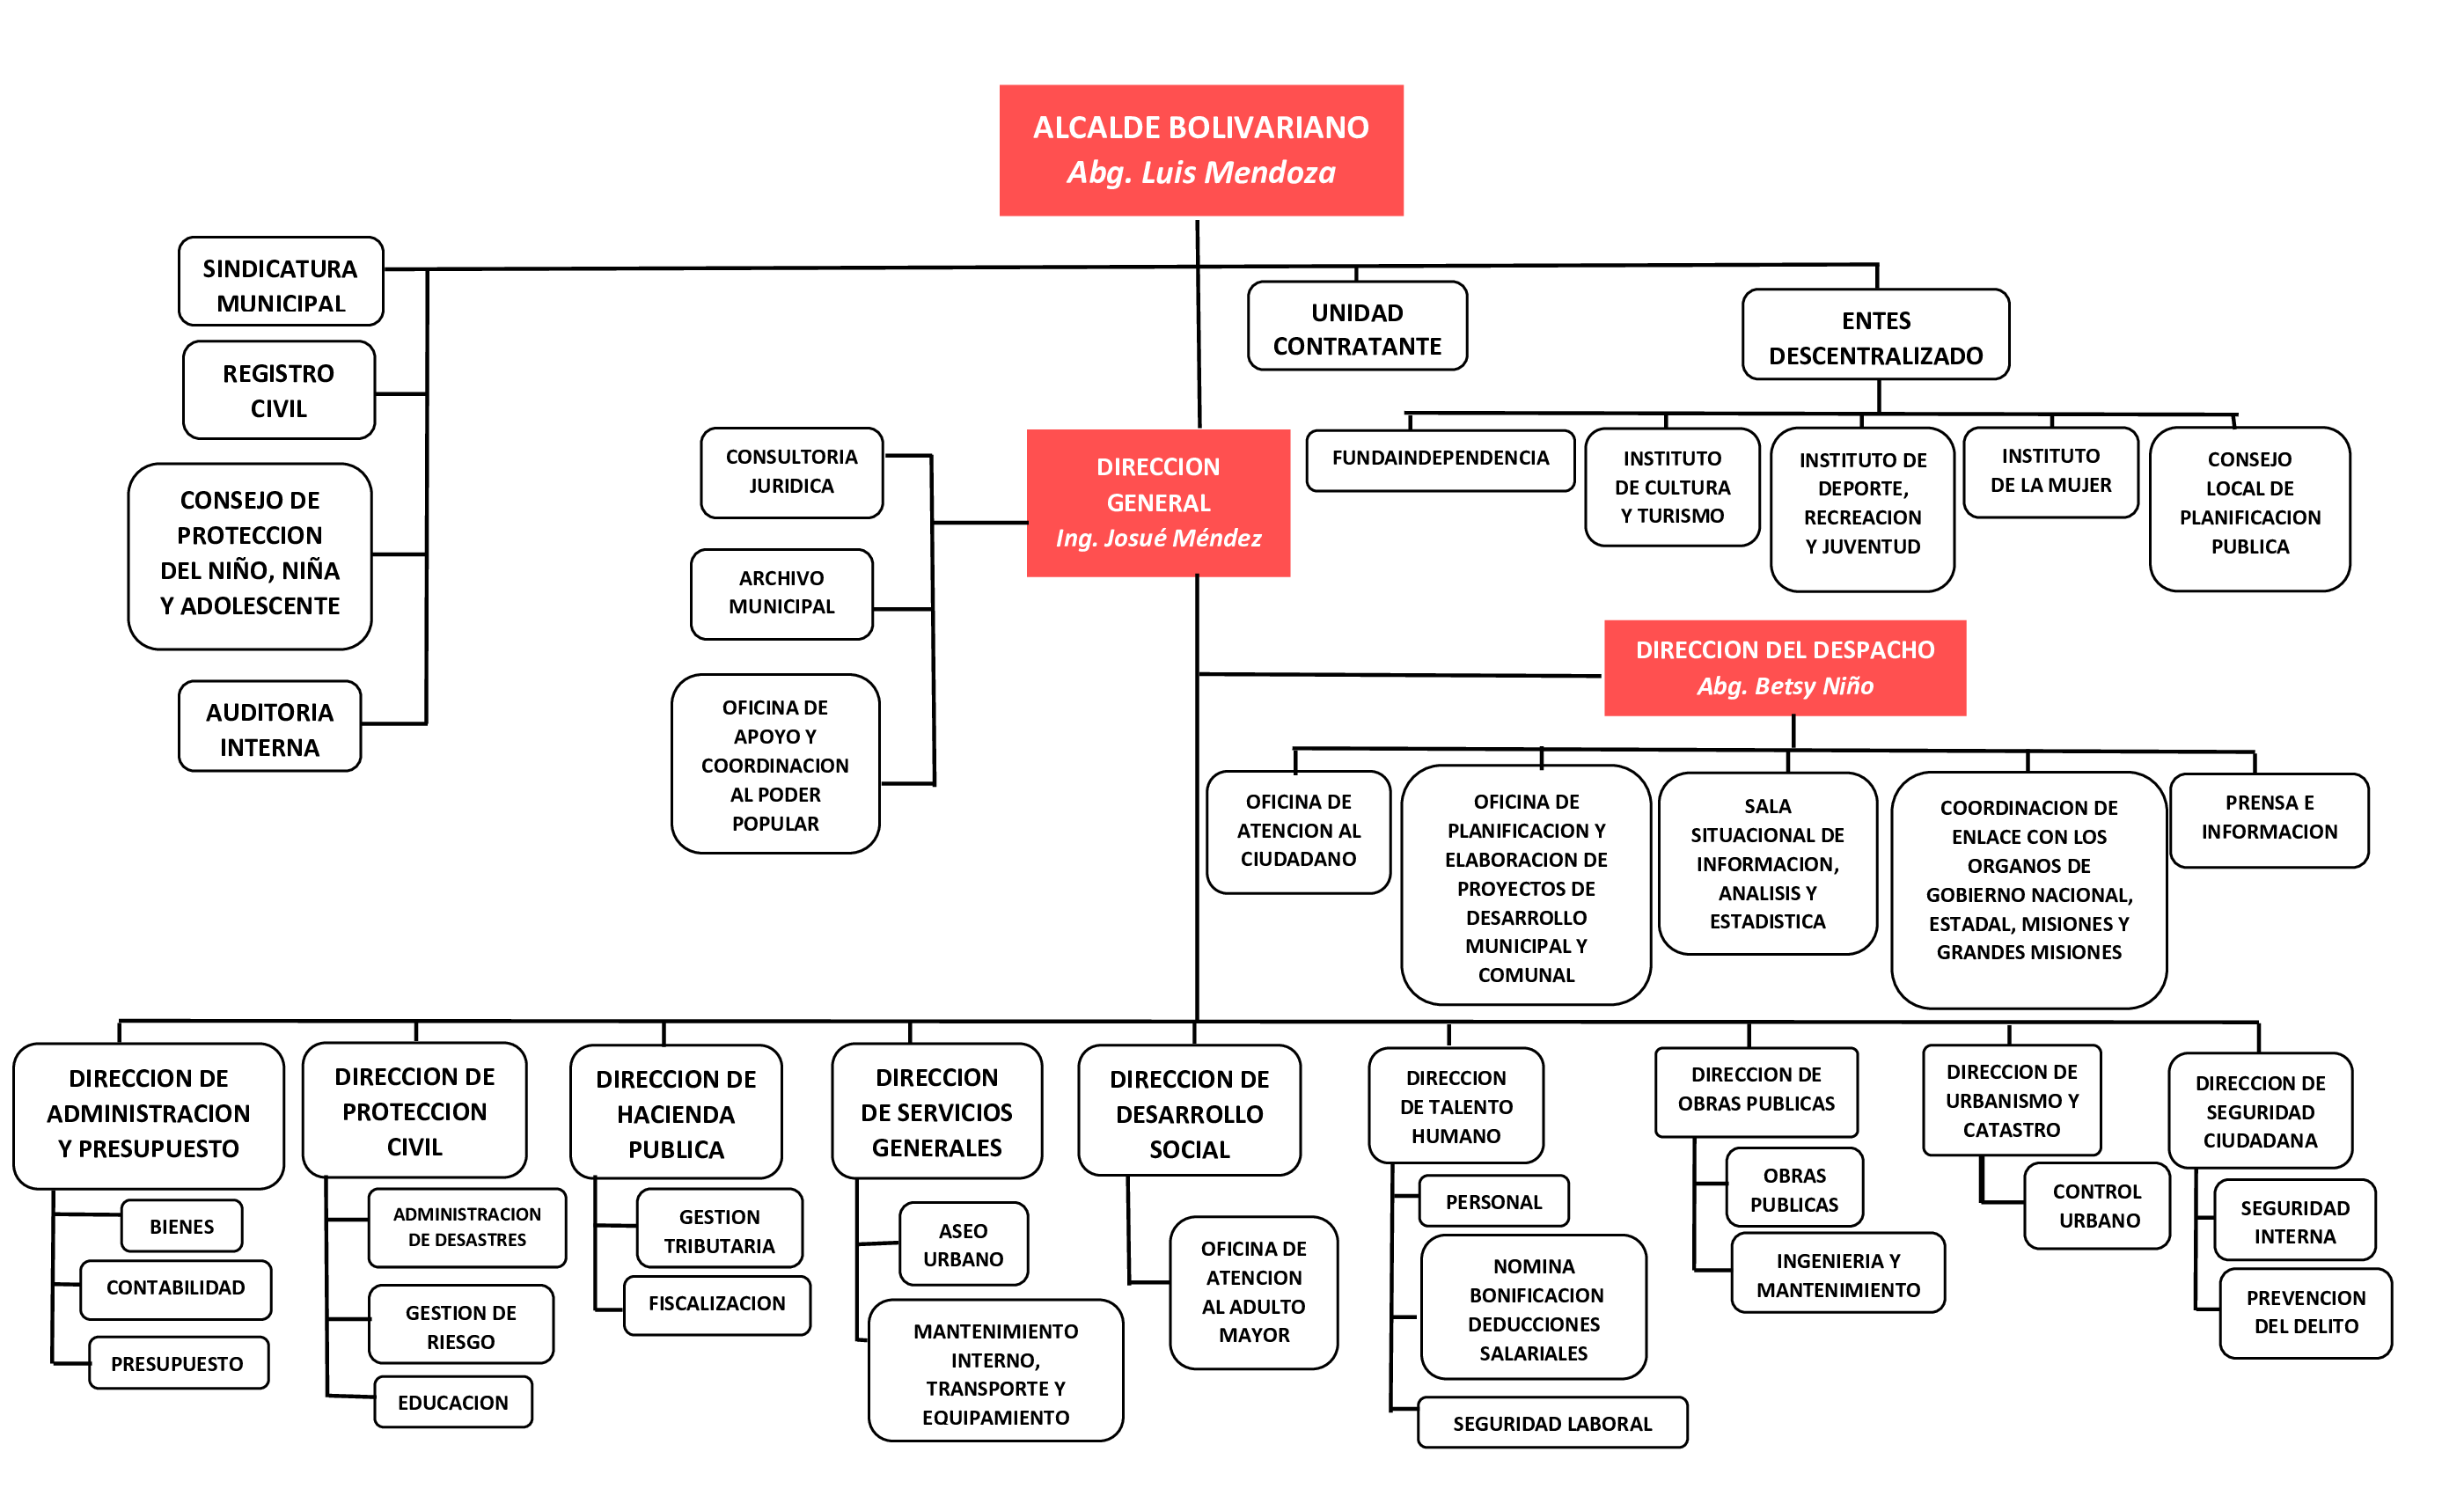 ALCALDE BOLIVARIANO
Abg. Luis Mendoza
SINDICATURA
MUNICIPAL
REGISTRO
CIVIL
CONSEJO DE
PROTECCION
DEL NIÑO, NIÑA
Y ADOLESCENTE
AUDITORIA
INTERNA
UNIDAD
CONTRATANTE
ENTES
DESCENTRALIZADO
FUNDAINDEPENDENCIA
INSTITUTO
DE CULTURA
Y TURISMO
INSTITUTO DE
DEPORTE,
RECREACION
Y JUVENTUD
INSTITUTO
DE LA MUJER
CONSEJO
LOCAL DE
PLANIFICACION
PUBLICA
DIRECCION
GENERAL
Ing. Josué Méndez
CONSULTORIA
JURIDICA
ARCHIVO
MUNICIPAL
OFICINA DE
APOYO Y
COORDINACION
AL PODER
POPULAR
DIRECCION DEL DESPACHO
Abg. Betsy Niño
OFICINA DE
ATENCION AL
CIUDADANO
OFICINA DE
PLANIFICACION Y
ELABORACION DE
PROYECTOS DE
DESARROLLO
MUNICIPAL Y
COMUNAL
SALA
SITUACIONAL DE
INFORMACION,
ANALISIS Y
ESTADISTICA
COORDINACION DE
ENLACE CON LOS
ORGANOS DE
GOBIERNO NACIONAL,
ESTADAL, MISIONES Y
GRANDES MISIONES
PRENSA E
INFORMACION
DIRECCION DE
ADMINISTRACION
Y PRESUPUESTO
BIENES
CONTABILIDAD
PRESUPUESTO
DIRECCION DE
PROTECCION
CIVIL
ADMINISTRACION
DE DESASTRES
GESTION DE
RIESGO
EDUCACION
DIRECCION DE
HACIENDA
PUBLICA
GESTION
TRIBUTARIA
FISCALIZACION
DIRECCION
DE SERVICIOS
GENERALES
ASEO
URBANO
MANTENIMIENTO
INTERNO,
TRANSPORTE Y
EQUIPAMIENTO
DIRECCION DE
DESARROLLO
SOCIAL
OFICINA DE
ATENCION
AL ADULTO
MAYOR
DIRECCION
DE TALENTO
HUMANO
PERSONAL
NOMINA
BONIFICACION
DEDUCCIONES
SALARIALES
SEGURIDAD LABORAL
DIRECCION DE
OBRAS PUBLICAS
OBRAS
PUBLICAS
INGENIERIA Y
MANTENIMIENTO
DIRECCION DE
URBANISMO Y
CATASTRO
CONTROL
URBANO
DIRECCION DE
SEGURIDAD
CIUDADANA
SEGURIDAD
INTERNA
PREVENCION
DEL DELITO